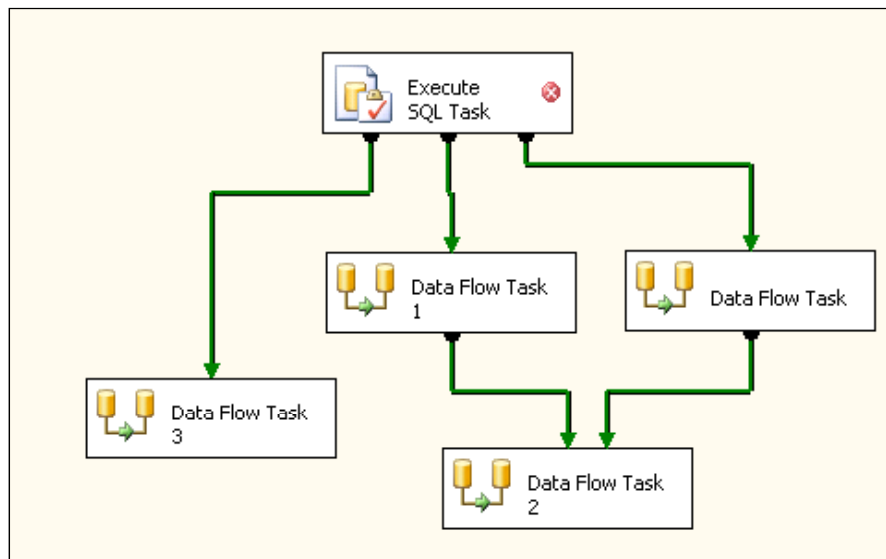 Execute
SQL Task
Data Flow Task
1
Data Flow Task
Data Flow Task
3
Data Flow Task
2